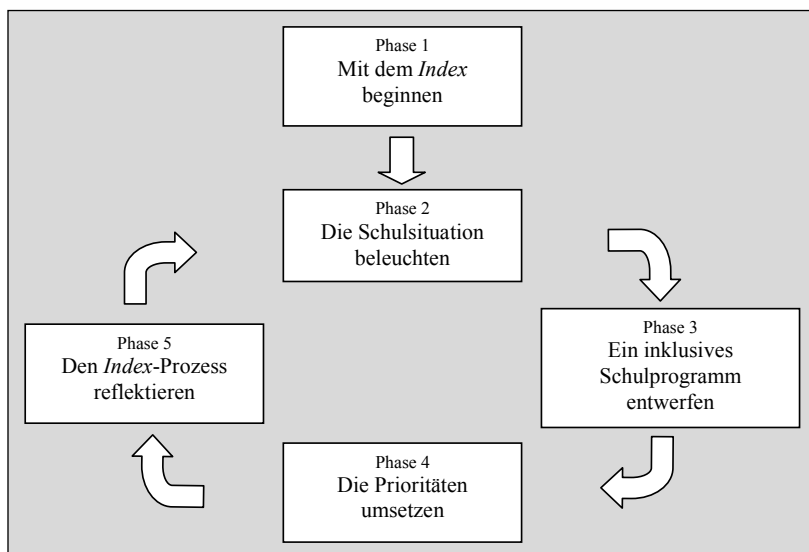 Phase 1
Mit dem Index
beginnen
Phase 2
Die Schulsituation
beleuchten
Phase 3
Ein inklusives
Schulprogramm
entwerfen
Phase 4
Die Prioritäten
umsetzen
Phase 5
Den Index-Prozess
reflektieren